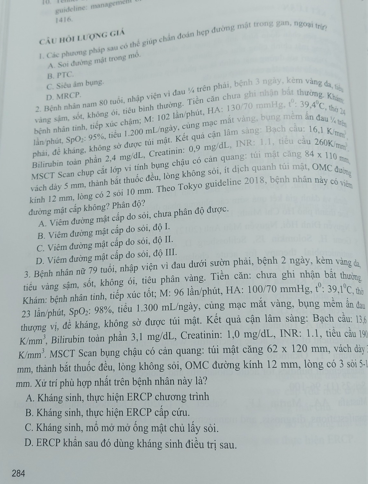 guideline: management
1416.
CÂU HỎI LƯỢNG GIÁ
1. Các phương pháp sau có thể giúp chẩn đoán hẹp đường mật trong gan, ngoại trừ:
A. Soi đường mật trong mổ.
B. PTC.
C. Siêu âm bụng.
D. MRCP.
2. Bệnh nhân nam 80 tuổi, nhập viện vì đau ¼ trên phải, bệnh 3 ngày, kèm vàng da,
vàng sậm, sốt, không ói, tiêu bình thường. Tiền căn chưa ghi nhận bất thường. Khám
bệnh nhân tỉnh, tiếp xúc chậm; M: 102 lần/phút, HA: 130/70 mmHg, t⁰: 39,4⁰C, thở
lần/phút, SpO₂: 95%, tiểu 1.200 mL/ngày, củng mạc mắt vàng, bụng mềm ấn đau ¼ trên
phải, đề kháng, không sờ được túi mật. Kết quả cận lâm sàng: Bạch cầu: 16,1 K/mm³
Bilirubin toàn phần 2,4 mg/dL, Creatinin: 0,9 mg/dL, INR: 1.1, tiểu cầu 260K/mm³
MSCT Scan chụp cắt lớp vi tính bụng chậu có cản quang: túi mật căng 84 x 110 mm
vách dày 5 mm, thành bắt thuốc đều, lòng không sỏi, ít dịch quanh túi mật, OMC đường
kính 12 mm, lòng có 2 sỏi 10 mm. Theo Tokyo guideline 2018, bệnh nhân này có viêm
đường mật cấp không? Phân độ?
A. Viêm đường mật cấp do sỏi, chưa phân độ được.
B. Viêm đường mật cấp do sỏi, độ I.
C. Viêm đường mật cấp do sỏi, độ II.
D. Viêm đường mật cấp do sỏi, độ III.
3. Bệnh nhân nữ 79 tuổi, nhập viện vì đau dưới sườn phải, bệnh 2 ngày, kèm vàng da,
tiểu vàng sậm, sốt, không ói, tiêu phân vàng. Tiền căn: chưa ghi nhận bất thường
Khám: bệnh nhân tỉnh, tiếp xúc tốt; M: 96 lần/phút, HA: 100/70 mmHg, t⁰: 39,1⁰C, thở
23 lần/phút, SpO₂: 98%, tiểu 1.300 mL/ngày, củng mạc mắt vàng, bụng mềm ấn đau
thượng vị, đề kháng, không sờ được túi mật. Kết quả cận lâm sàng: Bạch cầu: 13,8
K/mm³, Bilirubin toàn phần 3,1 mg/dL, Creatinin: 1,0 mg/dL, INR: 1.1, tiểu cầu 190
K/mm³. MSCT Scan bụng chậu có cản quang: túi mật căng 62 x 120 mm, vách dày
mm, thành bắt thuốc đều, lòng không sỏi, OMC đường kính 12 mm, lòng có 3 sỏi 5-
mm. Xử trí phù hợp nhất trên bệnh nhân này là?
A. Kháng sinh, thực hiện ERCP chương trình
B. Kháng sinh, thực hiện ERCP cấp cứu.
C. Kháng sinh, mổ mở mở ống mật chủ lấy sỏi.
D. ERCP khẩn sau đó dùng kháng sinh điều trị sau.
284